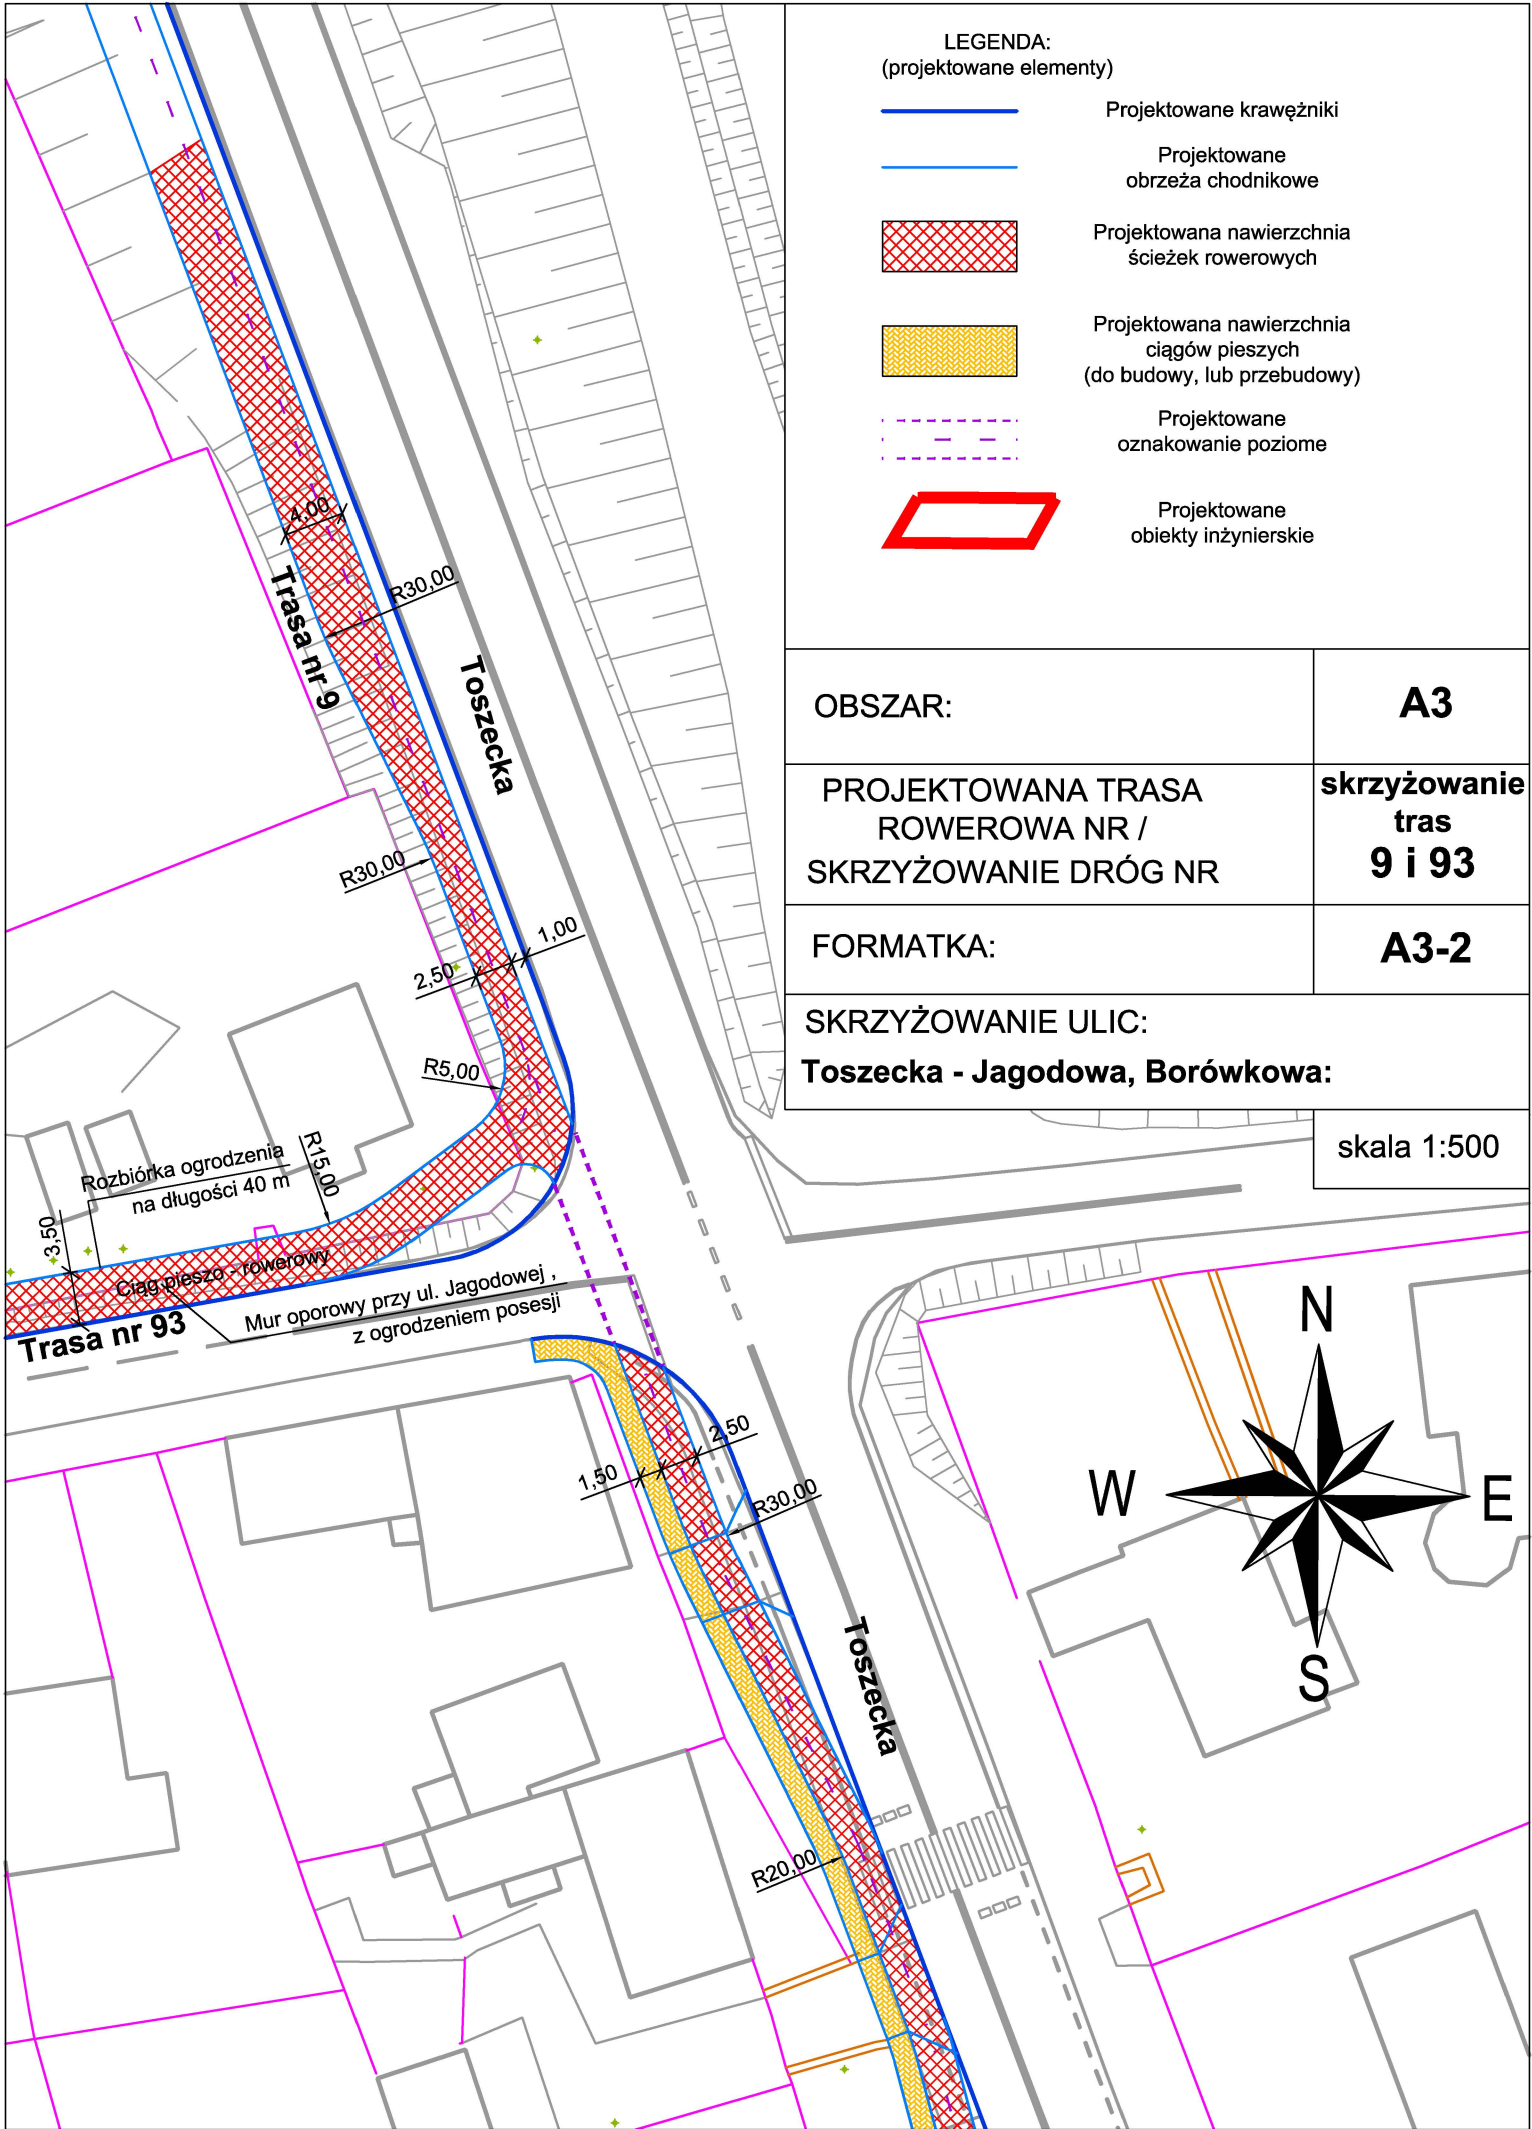 LEGENDA:
(projektowane elementy)
Projektowane krawężniki
Projektowane
obrzeża chodnikowe
Projektowana nawierzchnia
ścieżek rowerowych
Projektowana nawierzchnia
ciągów pieszych
(do budowy, lub przebudowy)
Projektowane
oznakowanie poziome
Projektowane
obiekty inżynierskie
OBSZAR:
A3
PROJEKTOWANA TRASA
ROWEROWA NR /
SKRZYŻOWANIE DRÓG NR
skrzyżowanie
tras
9 i 93
FORMATKA:
A3-2
SKRZYŻOWANIE ULIC:
Toszecka - Jagodowa, Borówkowa:
skala 1:500
4,00
R30,00
Trasa nr 9
Toszecka
R30,00
1,00
2,50
R5,00
R15,00
Rozbiórka ogrodzenia
na długości 40 m
3,50
Ciąg pieszo - rowerowy
Mur oporowy przy ul. Jagodowej ,
z ogrodzeniem posesji
Trasa nr 93
2,50
1,50
R30,00
Toszecka
R20,00
N
W
E
S